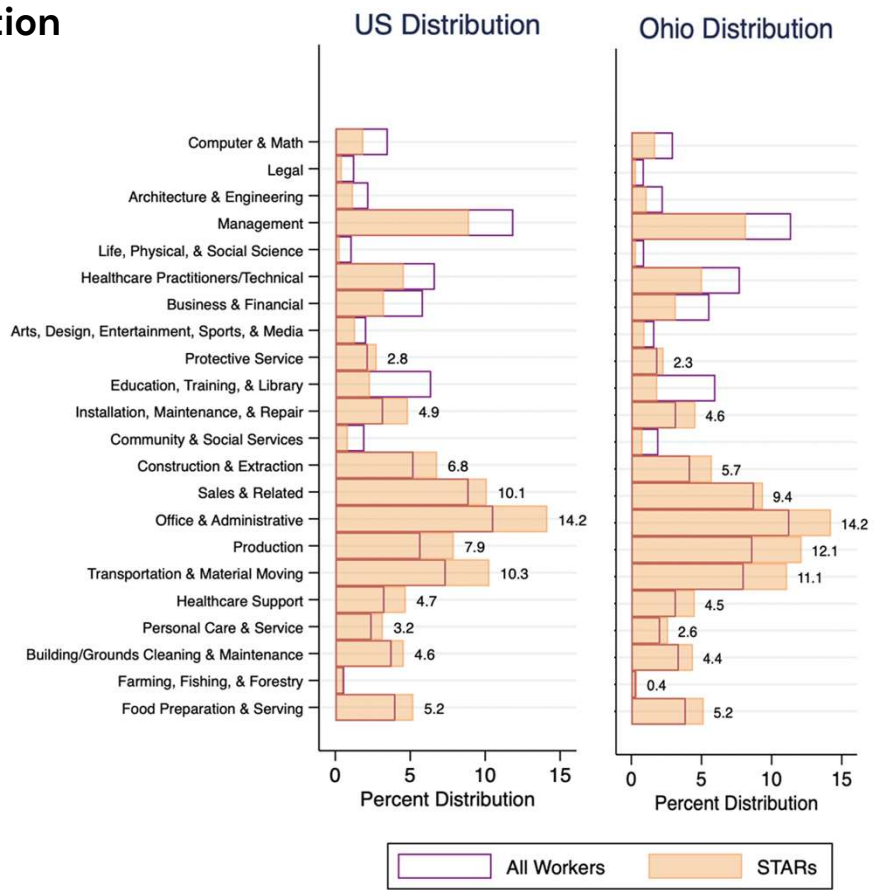 tion
US Distribution
Ohio Distribution
Computer & Math
Legal
Architecture & Engineering
Management
Life, Physical, & Social Science
Healthcare Practitioners/Technical
Business & Financial
Arts, Design, Entertainment, Sports, & Media
Protective Service 2.8 2.3
Education, Training, & Library
Installation, Maintenance, & Repair 4.9 4.6
Community & Social Services
Construction & Extraction 6.8 5.7
Sales & Related 10.1 9.4
Office & Administrative 14.2 14.2
Production 7.9 12.1
Transportation & Material Moving 10.3 11.1
Healthcare Support 4.7 4.5
Personal Care & Service 3.2 2.6
Building/Grounds Cleaning & Maintenance 4.6 4.4
Farming, Fishing, & Forestry 0.4
Food Preparation & Serving 5.2 5.2
0 5 10 15 0 5 10 15
Percent Distribution Percent Distribution
All Workers STARs